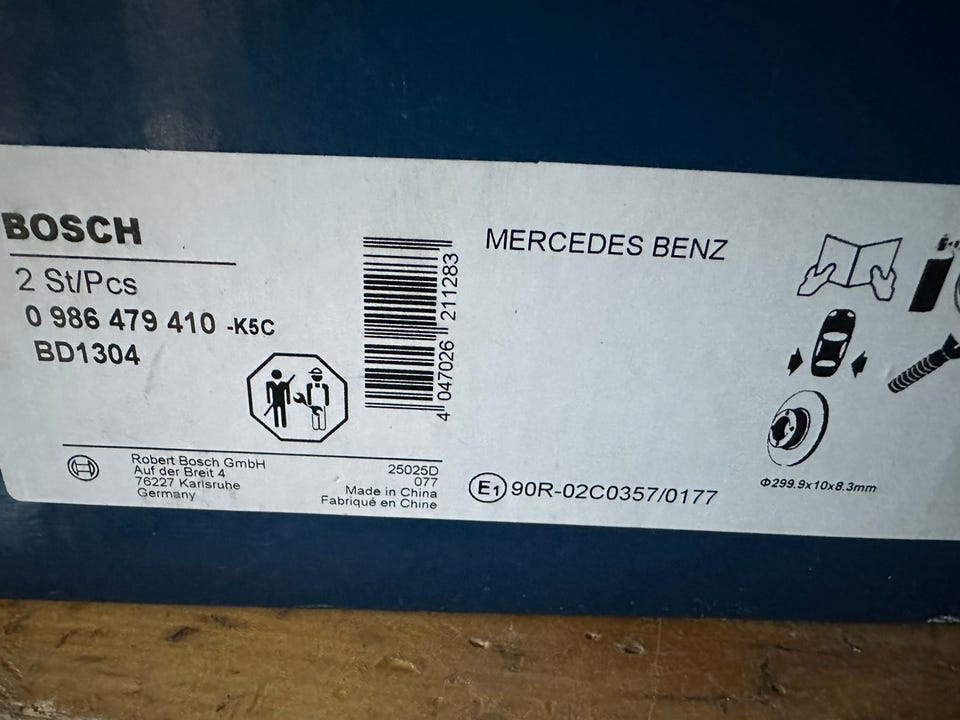 BOSCH
2 St/Pcs
0 986 479 410 -K5C
BD1304
4 047026 211283
MERCEDES BENZ
Robert Bosch GmbH
Auf der Breit 4
76227 Karlsruhe
Germany
25025D
077
Made in China
Fabriqué en Chine
E1 90R-02C0357/0177
Φ299.9x10x8.3mm